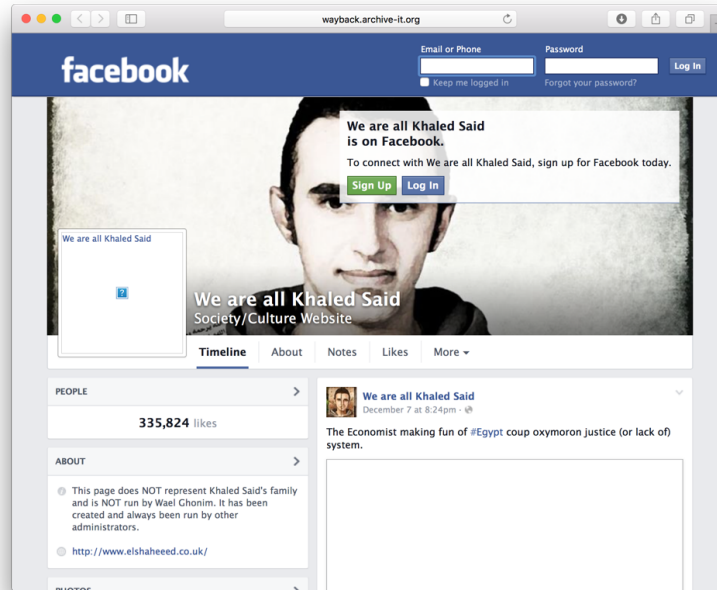 wayback.archive-it.org
facebook
Email or Phone
Password
Log In
Keep me logged in
Forgot your password?
We are all Khaled Said
is on Facebook.
To connect with We are all Khaled Said, sign up for Facebook today.
Sign Up
Log In
We are all Khaled Said
?
We are all Khaled Said
Society/Culture Website
Timeline
About
Notes
Likes
More
PEOPLE
335,824 likes
ABOUT
This page does NOT represent Khaled Said's family
and is NOT run by Wael Ghonim. It has been
created and always been run by other
administrators.
http://www.elshaheeed.co.uk/
PHOTOS
We are all Khaled Said
December 7 at 8:24pm ·
The Economist making fun of #Egypt coup oxymoron justice (or lack of)
system.